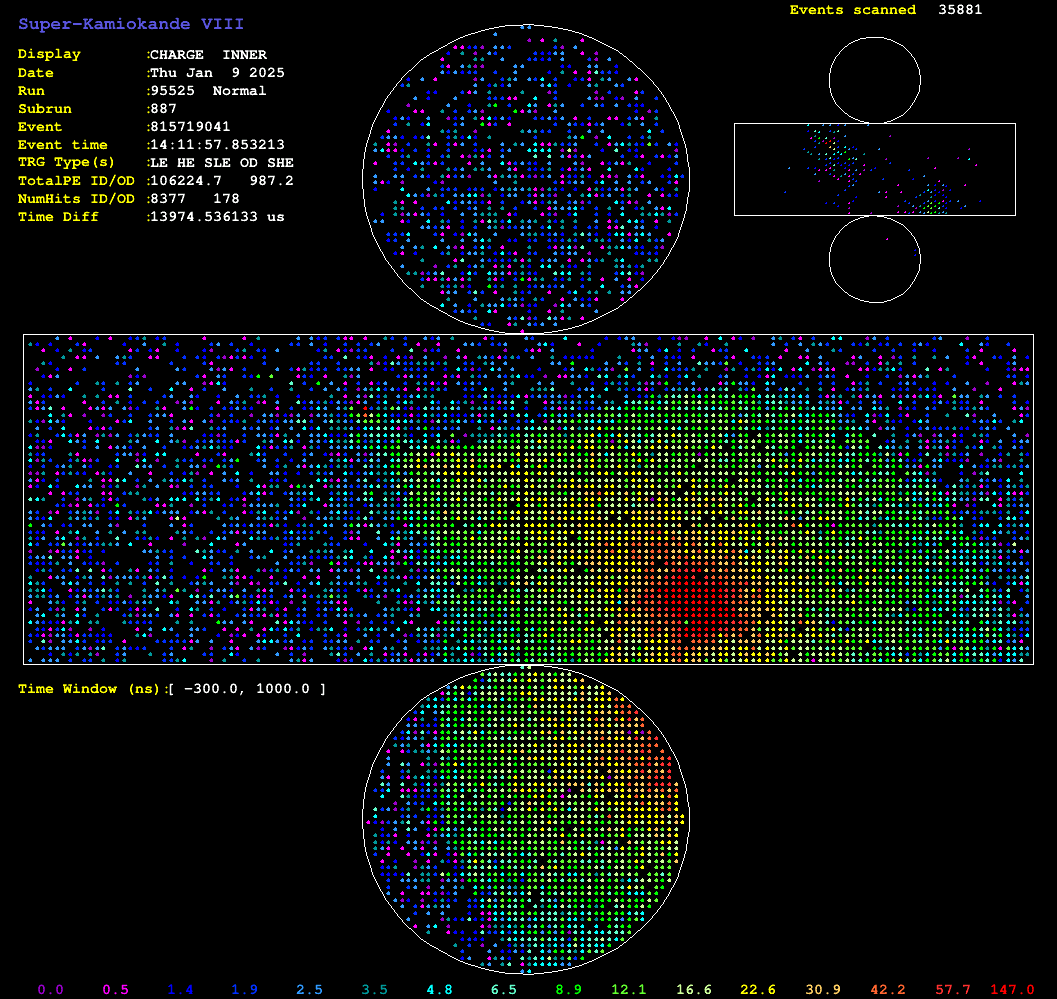 Super-Kamiokande VIII
Events scanned 35881
Display :CHARGE INNER
Date :Thu Jan 9 2025
Run :95525 Normal
Subrun :887
Event :815719041
Event time :14:11:57.853213
TRG Type(s) :LE HE SLE OD SHE
TotalPE ID/OD :106224.7 987.2
NumHits ID/OD :8377 178
Time Diff :13974.536133 us
Time Window (ns):[ -300.0, 1000.0 ]
0.0 0.5 1.4 1.9 2.5 3.5 4.8 6.5 8.9 12.1 16.6 22.6 30.9 42.2 57.7 147.0